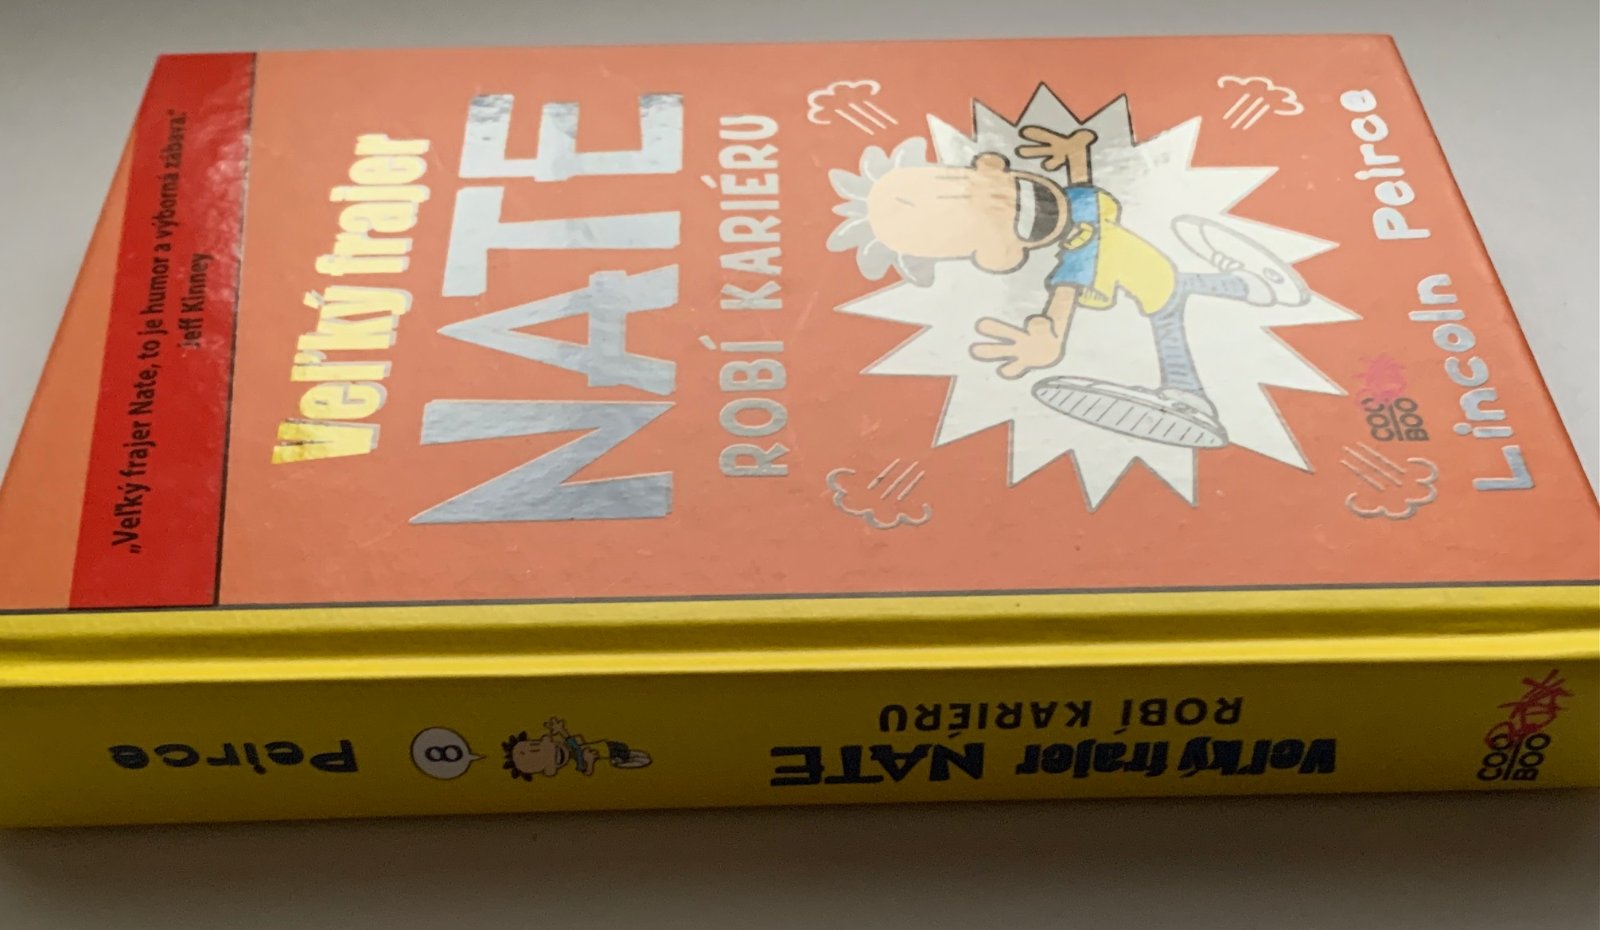 „Veľký frajer Nate, to je humor a výborná zábava.“
Jeff Kinney
Veľký frajer
NATE
ROBÍ KARIÉRU
COO
BOO
Lincoln Peirce
Peirce
8
Veľký frajer NATE
ROBÍ KARIÉRU
COO
BOO